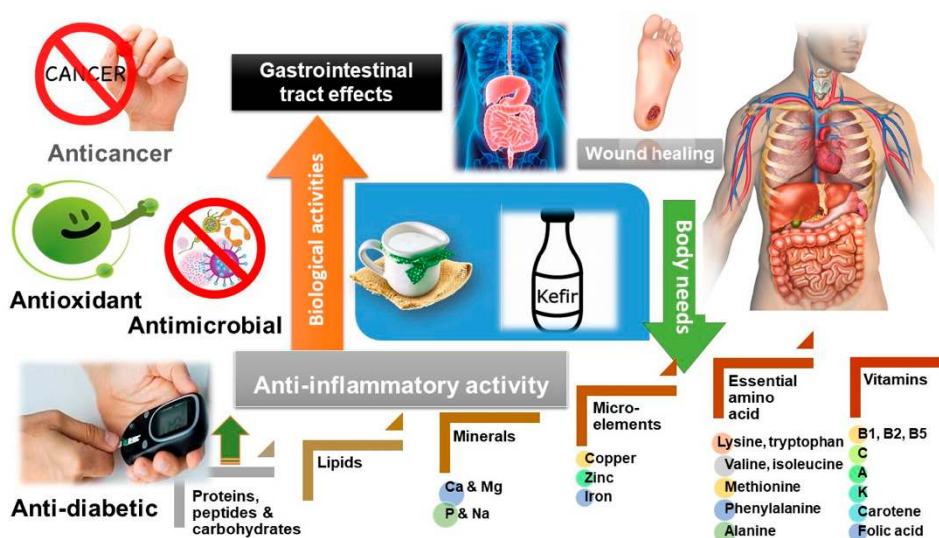 CANCER
Anticancer
Gastrointestinal
tract effects
Wound healing
Antioxidant
Antimicrobial
Biological activities
Kefir
Body needs
Anti-inflammatory activity
Anti-diabetic
Proteins,
peptides &
carbohydrates
Lipids
Minerals
Ca & Mg
P & Na
Micro-
elements
Copper
Zinc
Iron
Essential
amino
acid
Lysine, tryptophan
Valine, isoleucine
Methionine
Phenylalanine
Alanine
Vitamins
B1, B2, B5
C
A
K
Carotene
Folic acid